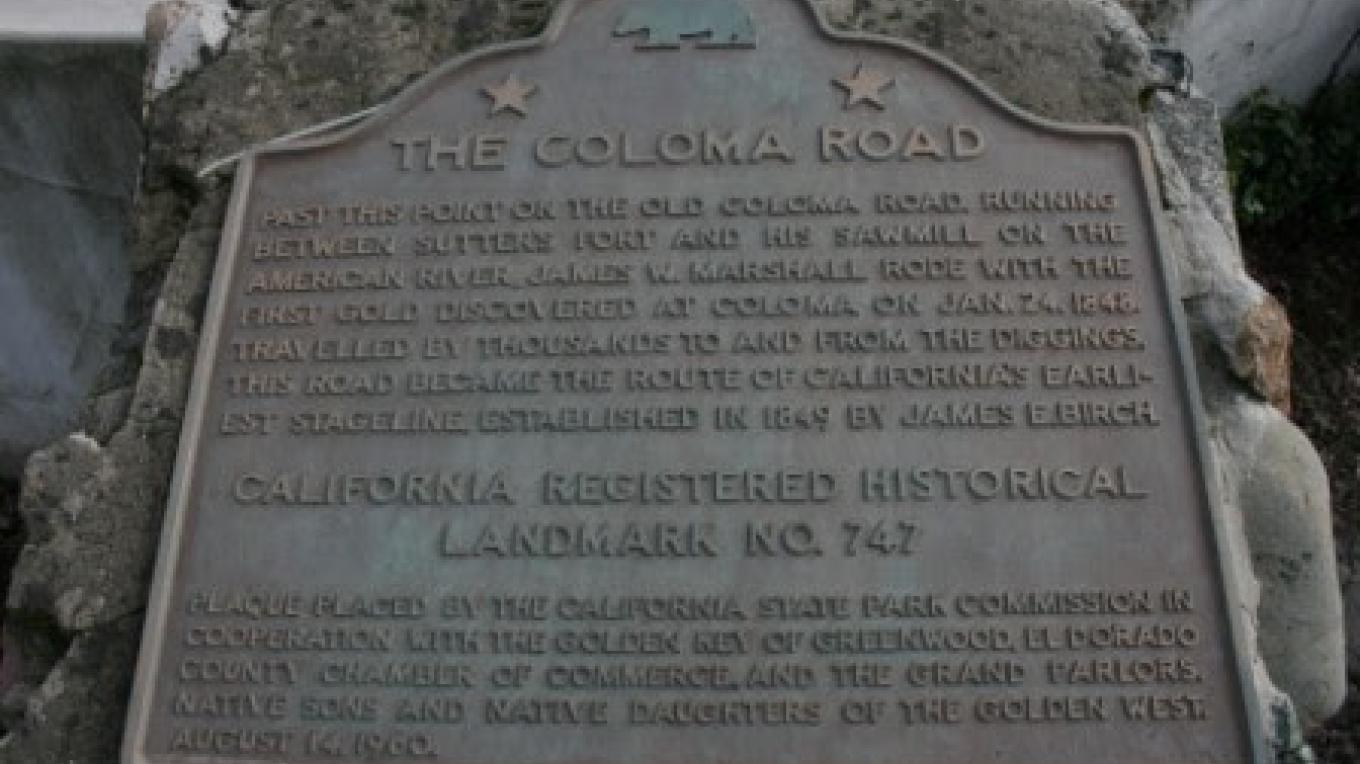 THE COLOMA ROAD
PAST THIS POINT ON THE OLD COLOMA ROAD, RUNNING
BETWEEN SUTTER'S FORT AND HIS SAWMILL ON THE
AMERICAN RIVER, JAMES W. MARSHALL RODE WITH THE
FIRST GOLD DISCOVERED AT COLOMA ON JAN. 24, 1848.
TRAVELLED BY THOUSANDS TO AND FROM THE DIGGINGS,
THIS ROAD BECAME THE ROUTE OF CALIFORNIA'S EARLI-
EST STAGELINE, ESTABLISHED IN 1849 BY JAMES E. BIRCH.
CALIFORNIA REGISTERED HISTORICAL
LANDMARK NO. 747
PLAQUE PLACED BY THE CALIFORNIA STATE PARK COMMISSION IN
COOPERATION WITH THE GOLDEN KEY OF GREENWOOD, EL DORADO
COUNTY CHAMBER OF COMMERCE, AND THE GRAND PARLORS,
NATIVE SONS AND NATIVE DAUGHTERS OF THE GOLDEN WEST,
AUGUST 14, 1960.